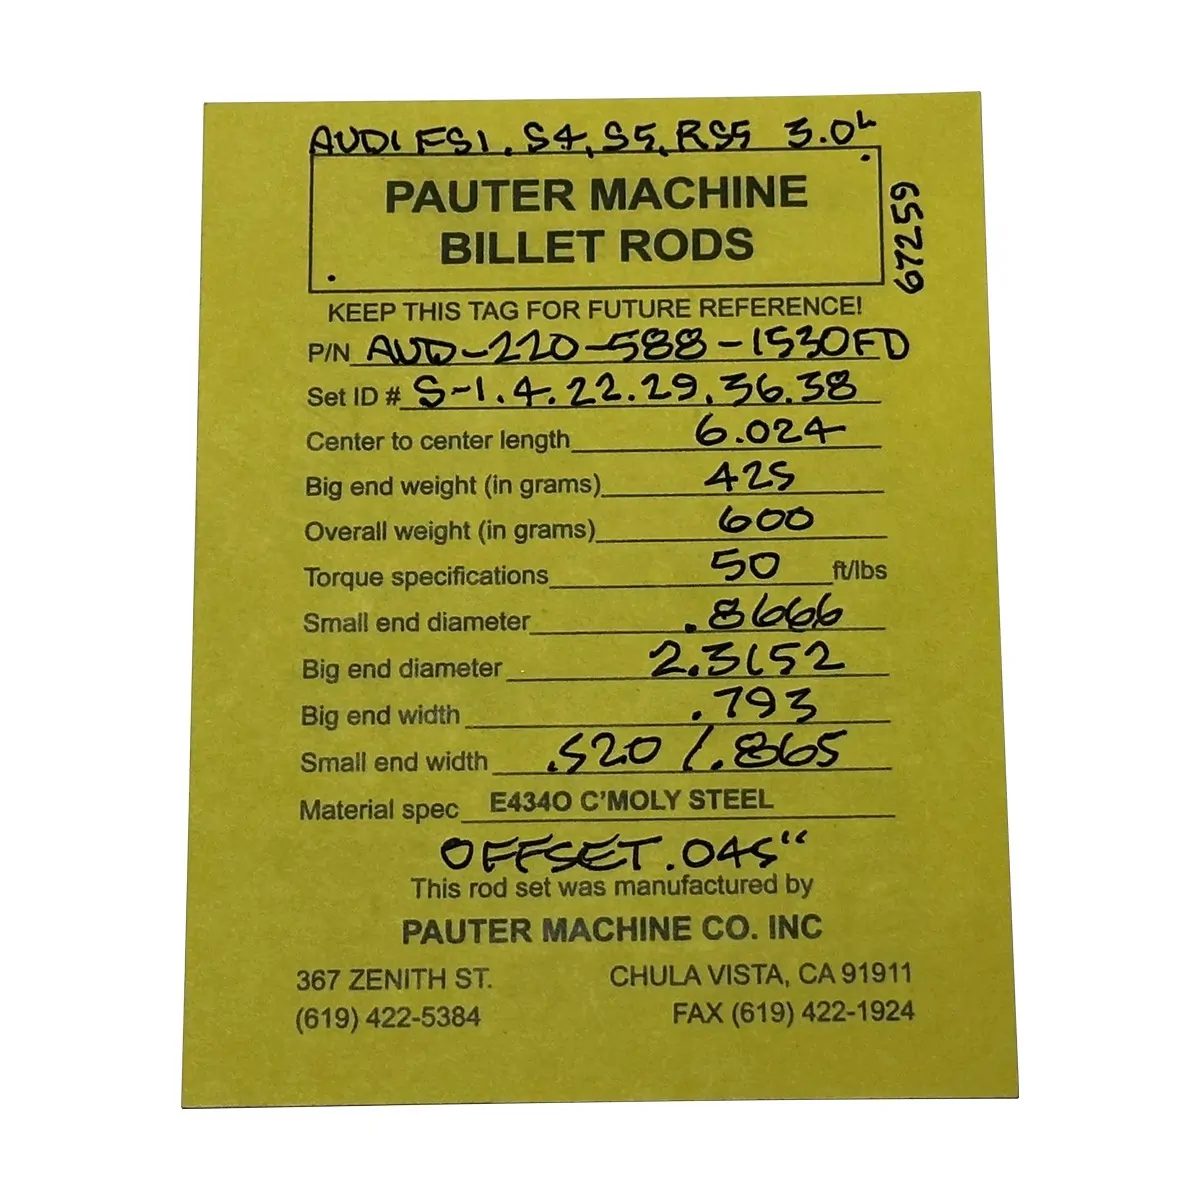 AUDI FSI, S4, S5, RS5 3.0L
PAUTER MACHINE
BILLET RODS
67259
KEEP THIS TAG FOR FUTURE REFERENCE!
P/N AUD-220-588-1530FD
Set ID # S-1.4.22.29.36.38
Center to center length 6.024
Big end weight (in grams) 425
Overall weight (in grams) 600
Torque specifications 50 ft/lbs
Small end diameter .8666
Big end diameter 2.3152
Big end width .793
Small end width .520 / .865
Material spec E4340 C'MOLY STEEL
OFFSET .045"
This rod set was manufactured by
PAUTER MACHINE CO. INC
367 ZENITH ST. CHULA VISTA, CA 91911
(619) 422-5384 FAX (619) 422-1924